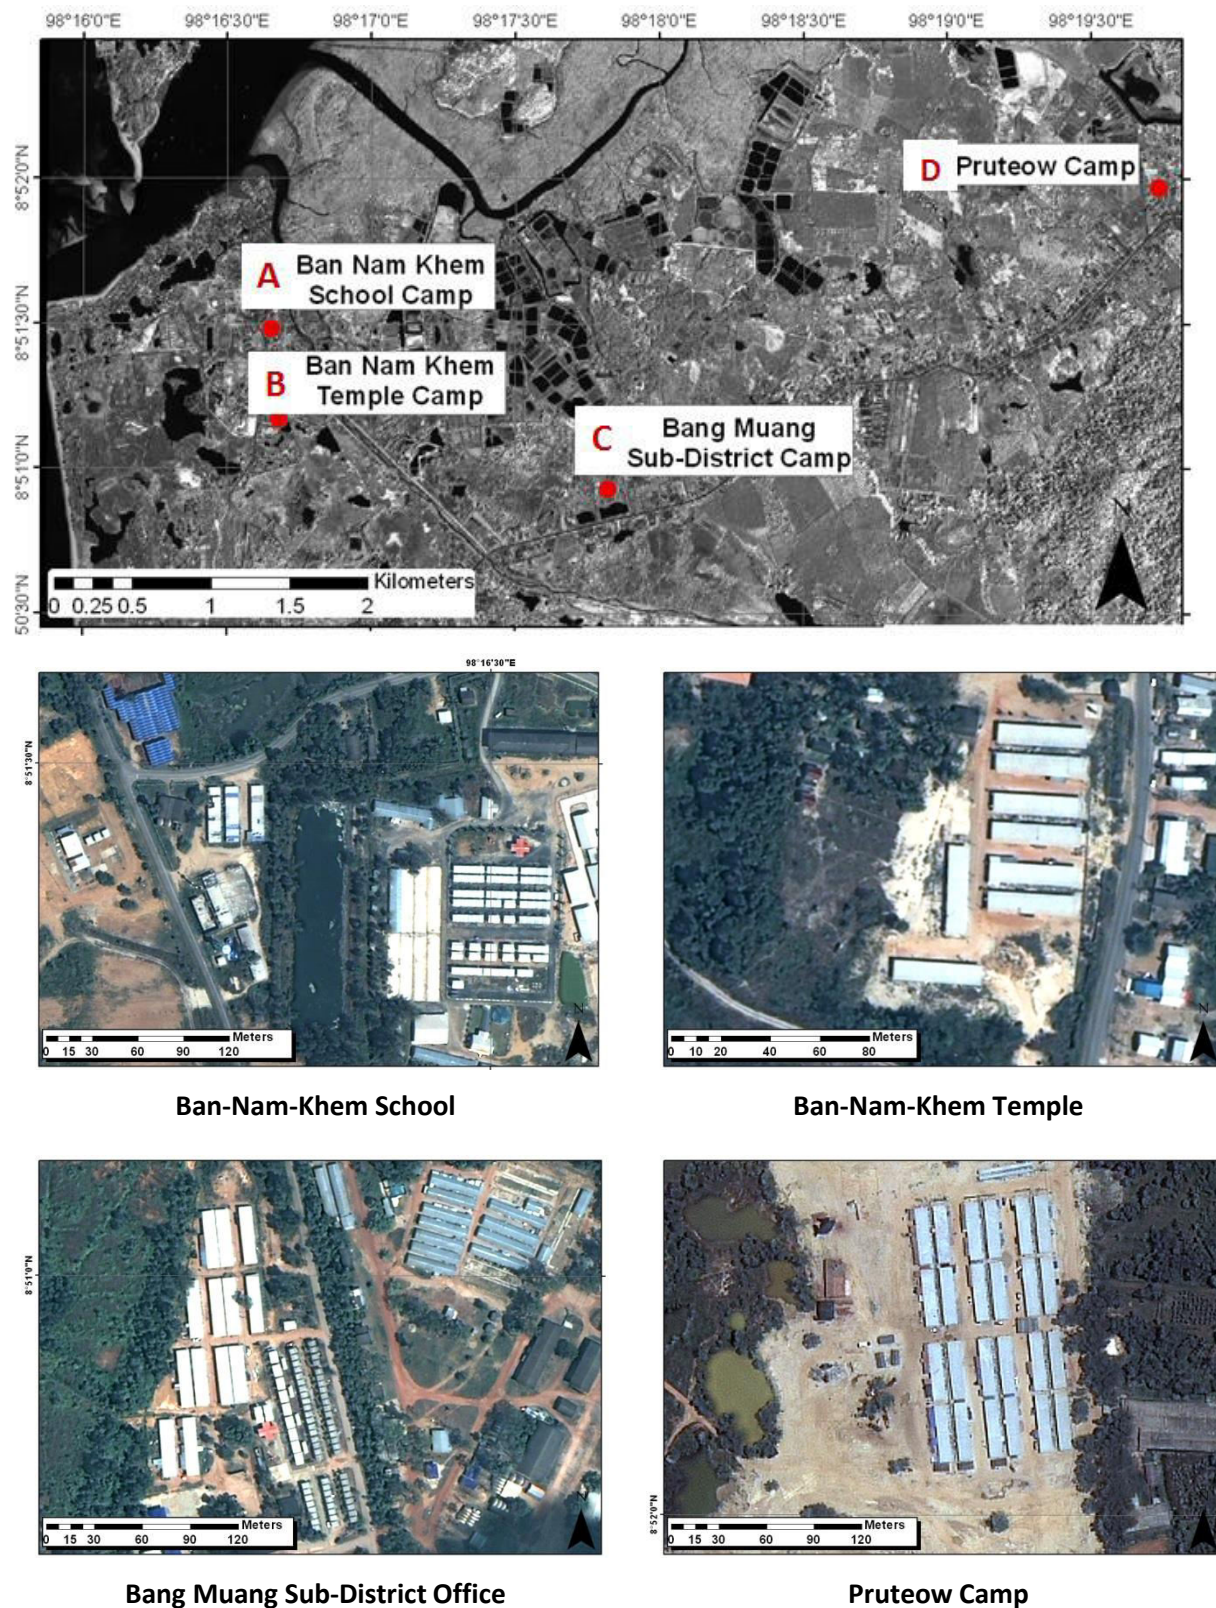 98°16'0"E 98°16'30"E 98°17'0"E 98°17'30"E 98°18'0"E 98°18'30"E 98°19'0"E 98°19'30"E
8°52'0"N
D Pruteow Camp
A Ban Nam Khem
School Camp
8°51'30"N
B Ban Nam Khem
Temple Camp
C Bang Muang
Sub-District Camp
8°51'0"N
N
Kilometers
0 0.25 0.5 1 1.5 2
50'30"N
98°16'30"E
8°51'30"N
N
Meters
0 15 30 60 90 120
Ban-Nam-Khem School
N
Meters
0 10 20 40 60 80
Ban-Nam-Khem Temple
8°51'0"N
N
Meters
0 15 30 60 90 120
Bang Muang Sub-District Office
8°52'0"N
N
Meters
0 15 30 60 90 120
Pruteow Camp